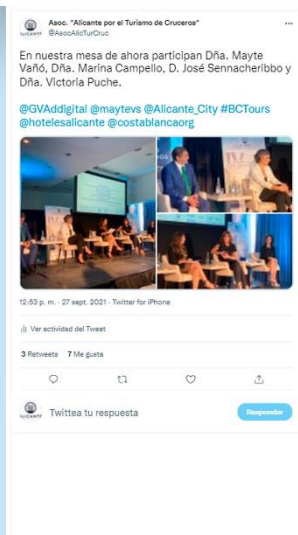 Asoc. "Alicante por el Turismo de Cruceros"
@AsocAlicTurCruc
En nuestra mesa de ahora participan Dña. Mayte
Vañó, Dña. Marina Campello, D. José Sennacheribbo y
Dña. Victoria Puche.
@GVAddigital @maytevs @Alicante_City #BCTours
@hotelesalicante @costablancaorg
12:53 p. m. · 27 sept. 2021 · Twitter for iPhone
Ver actividad del Tweet
3 Retweets 7 Me gusta
Twittea tu respuesta
Responder